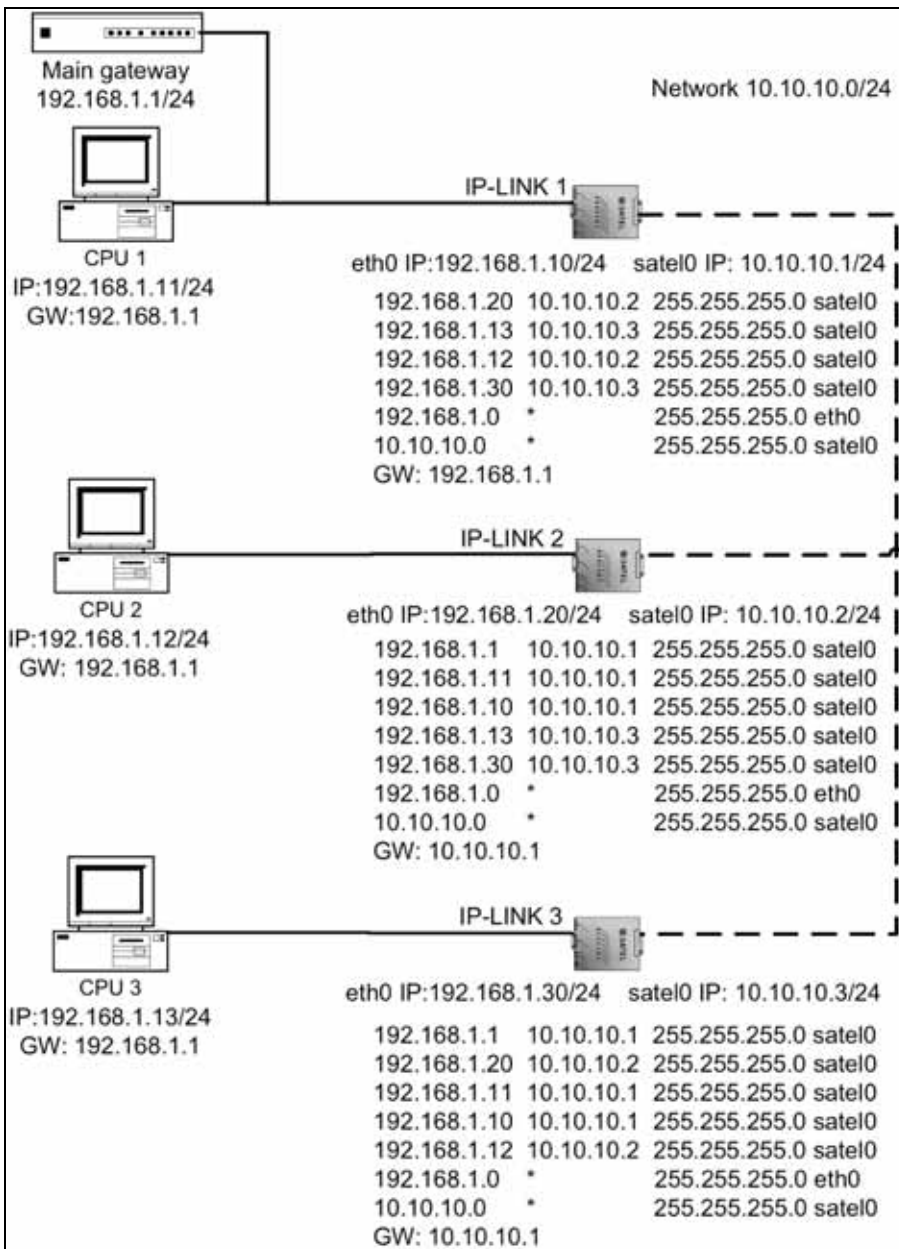 Main gateway
192.168.1.1/24
Network 10.10.10.0/24
IP-LINK 1
CPU 1
IP:192.168.1.11/24
GW:192.168.1.1
eth0 IP:192.168.1.10/24 satel0 IP: 10.10.10.1/24
192.168.1.20 10.10.10.2 255.255.255.0 satel0
192.168.1.13 10.10.10.3 255.255.255.0 satel0
192.168.1.12 10.10.10.2 255.255.255.0 satel0
192.168.1.30 10.10.10.3 255.255.255.0 satel0
192.168.1.0 * 255.255.255.0 eth0
10.10.10.0 * 255.255.255.0 satel0
GW: 192.168.1.1
IP-LINK 2
CPU 2
IP:192.168.1.12/24
GW: 192.168.1.1
eth0 IP:192.168.1.20/24 satel0 IP: 10.10.10.2/24
192.168.1.1 10.10.10.1 255.255.255.0 satel0
192.168.1.11 10.10.10.1 255.255.255.0 satel0
192.168.1.10 10.10.10.1 255.255.255.0 satel0
192.168.1.13 10.10.10.3 255.255.255.0 satel0
192.168.1.30 10.10.10.3 255.255.255.0 satel0
192.168.1.0 * 255.255.255.0 eth0
10.10.10.0 * 255.255.255.0 satel0
GW: 10.10.10.1
IP-LINK 3
CPU 3
IP:192.168.1.13/24
GW: 192.168.1.1
eth0 IP:192.168.1.30/24 satel0 IP: 10.10.10.3/24
192.168.1.1 10.10.10.1 255.255.255.0 satel0
192.168.1.20 10.10.10.2 255.255.255.0 satel0
192.168.1.11 10.10.10.1 255.255.255.0 satel0
192.168.1.10 10.10.10.1 255.255.255.0 satel0
192.168.1.12 10.10.10.2 255.255.255.0 satel0
192.168.1.0 * 255.255.255.0 eth0
10.10.10.0 * 255.255.255.0 satel0
GW: 10.10.10.1